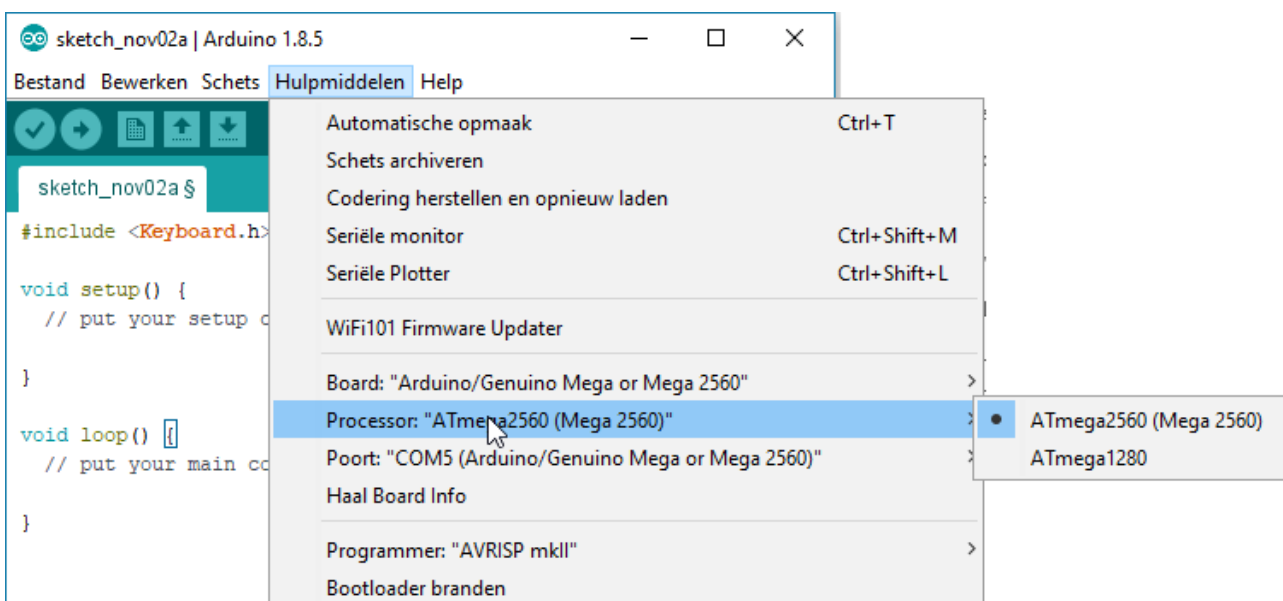 sketch_nov02a | Arduino 1.8.5
Bestand Bewerken Schets Hulpmiddelen Help
sketch_nov02a §
#include <Keyboard.h>
void setup() {
// put your setup
}
void loop() {
// put your main
}
Automatische opmaak Ctrl+T
Schets archiveren
Codering herstellen en opnieuw laden
Seriële monitor Ctrl+Shift+M
Seriële Plotter Ctrl+Shift+L
WiFi101 Firmware Updater
Board: "Arduino/Genuino Mega or Mega 2560"
Processor: "ATmega2560 (Mega 2560)"
Poort: "COM5 (Arduino/Genuino Mega or Mega 2560)"
Haal Board Info
Programmer: "AVRISP mkII"
Bootloader branden
ATmega2560 (Mega 2560)
ATmega1280